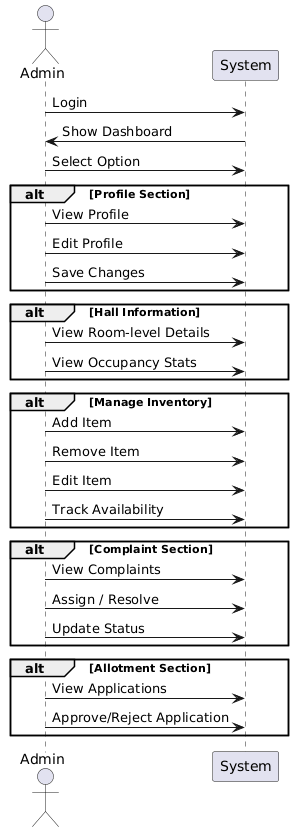 Admin
System
Login
Show Dashboard
Select Option
alt [Profile Section]
View Profile
Edit Profile
Save Changes
alt [Hall Information]
View Room-level Details
View Occupancy Stats
alt [Manage Inventory]
Add Item
Remove Item
Edit Item
Track Availability
alt [Complaint Section]
View Complaints
Assign / Resolve
Update Status
alt [Allotment Section]
View Applications
Approve/Reject Application
Admin
System